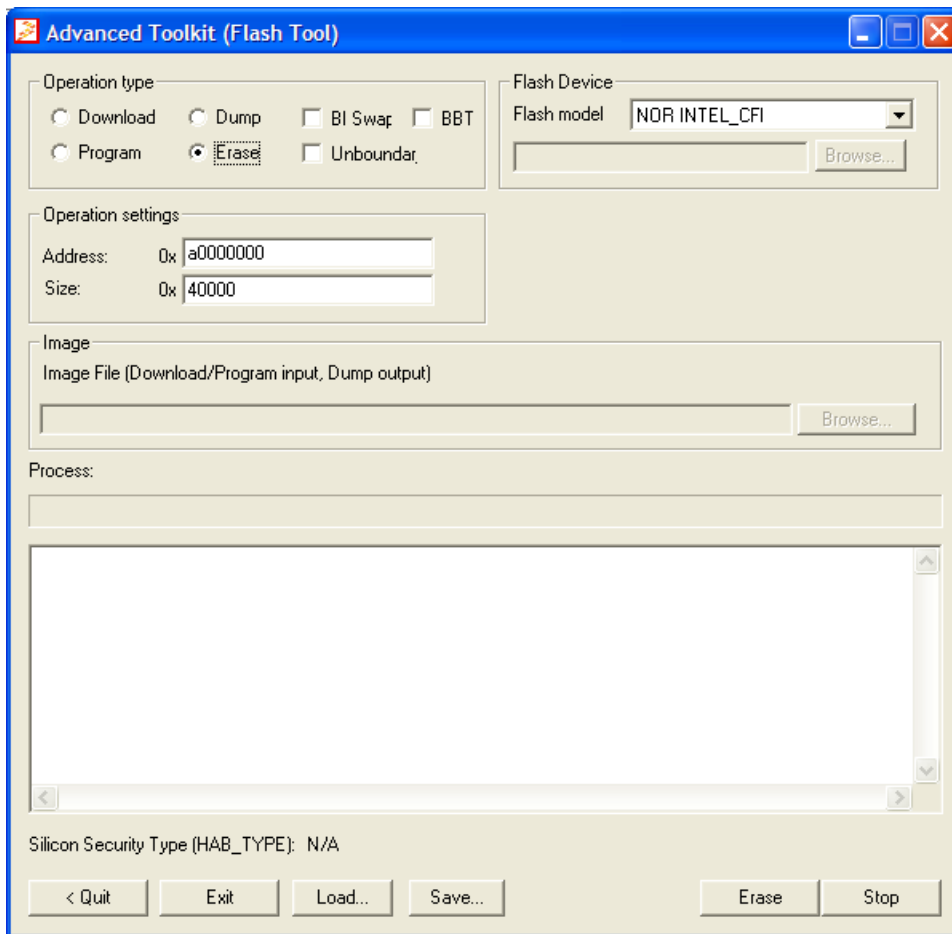 Advanced Toolkit (Flash Tool)
Operation type
Download Dump BI Swap BBT
Program Erase Unboundar
Flash Device
Flash model NOR INTEL_CFI
Browse...
Operation settings
Address: 0x a0000000
Size: 0x 40000
Image
Image File (Download/Program input, Dump output)
Browse...
Process:
Silicon Security Type (HAB_TYPE): N/A
< Quit Exit Load... Save... Erase Stop